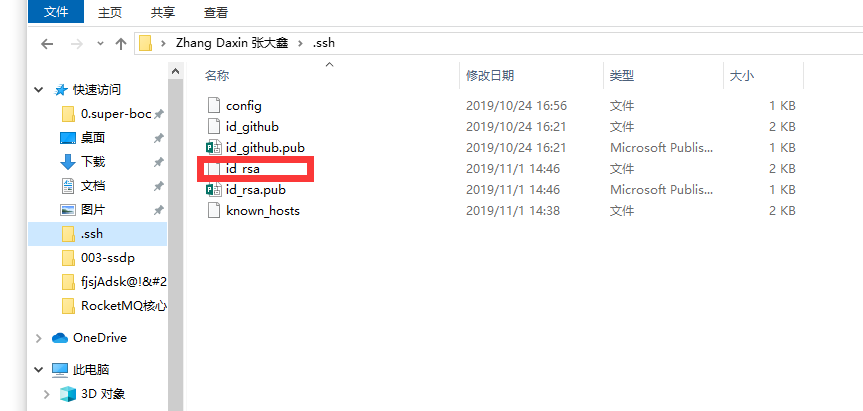 文件 主页 共享 查看
Zhang Daxin 张大鑫 .ssh
名称 修改日期 类型 大小
快速访问
0.super-boc
桌面
下载
文档
图片
.ssh
003-ssdp
fjsjAdsk@!&#2
RocketMQ核心
OneDrive
此电脑
3D 对象
config 2019/10/24 16:56 文件 1 KB
id_github 2019/10/24 16:21 文件 2 KB
id_github.pub 2019/10/24 16:21 Microsoft Publis... 1 KB
id_rsa 2019/11/1 14:46 文件 2 KB
id_rsa.pub 2019/11/1 14:46 Microsoft Publis... 1 KB
known_hosts 2019/11/1 14:38 文件 2 KB